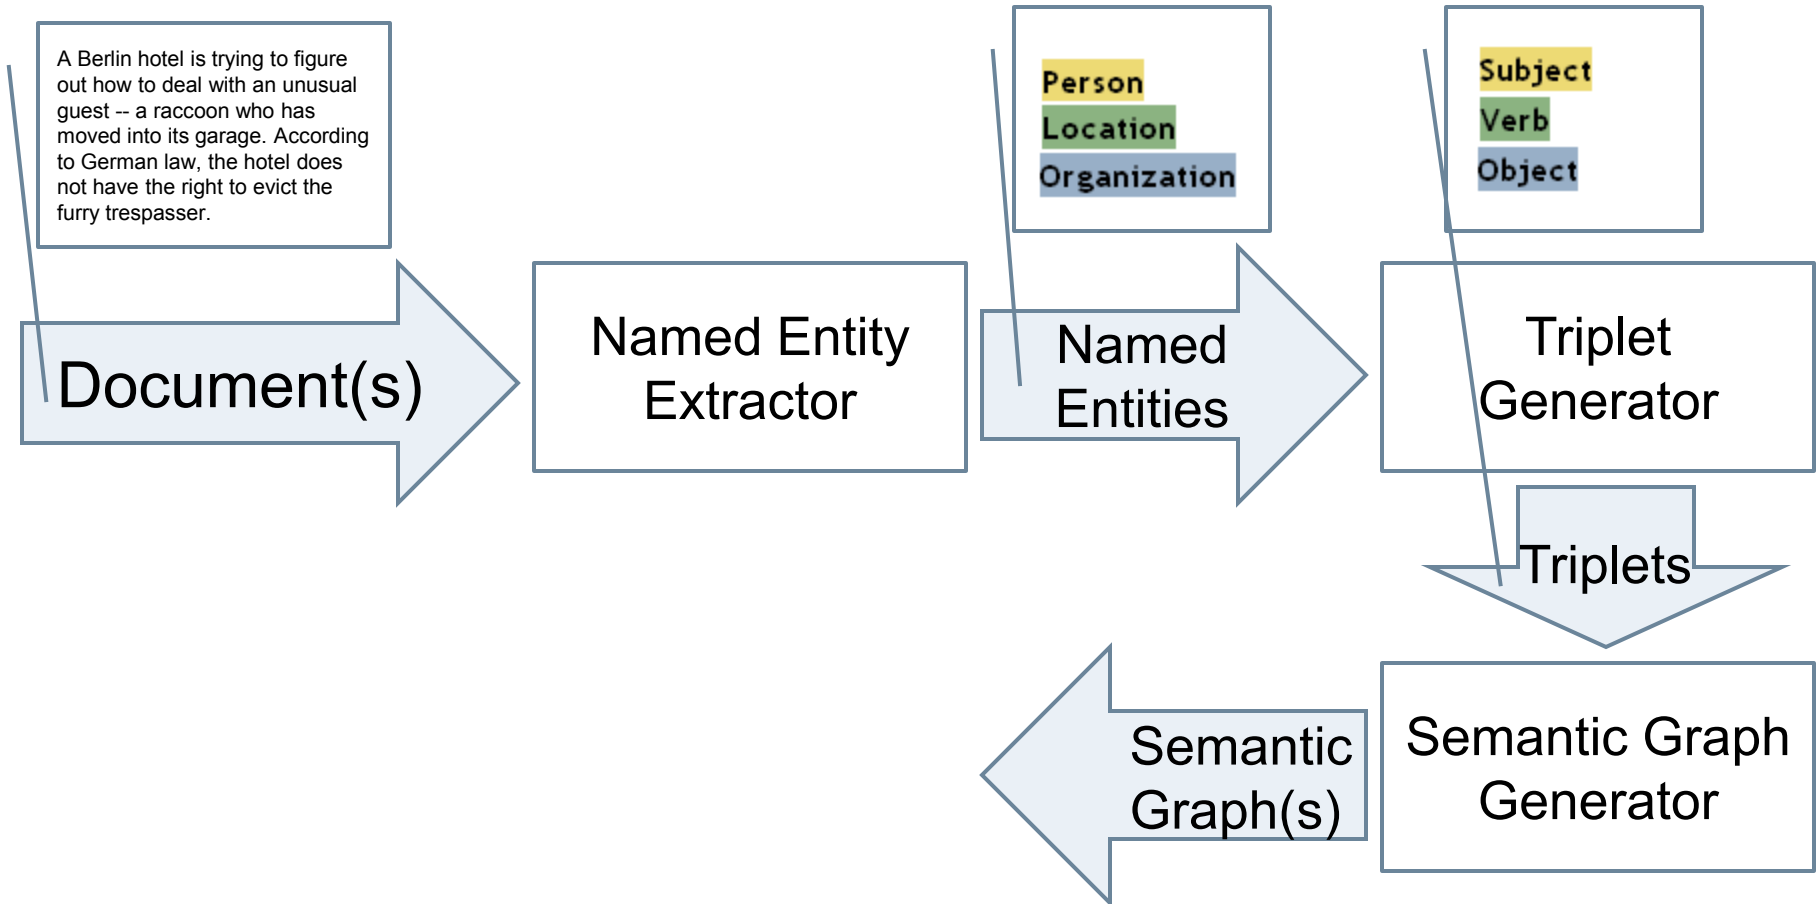 A Berlin hotel is trying to figure
out how to deal with an unusual
guest -- a raccoon who has
moved into its garage. According
to German law, the hotel does
not have the right to evict the
furry trespasser.
Person
Location
Organization
Subject
Verb
Object
Document(s)
Named Entity
Extractor
Named
Entities
Triplet
Generator
Triplets
Semantic Graph
Generator
Semantic
Graph(s)